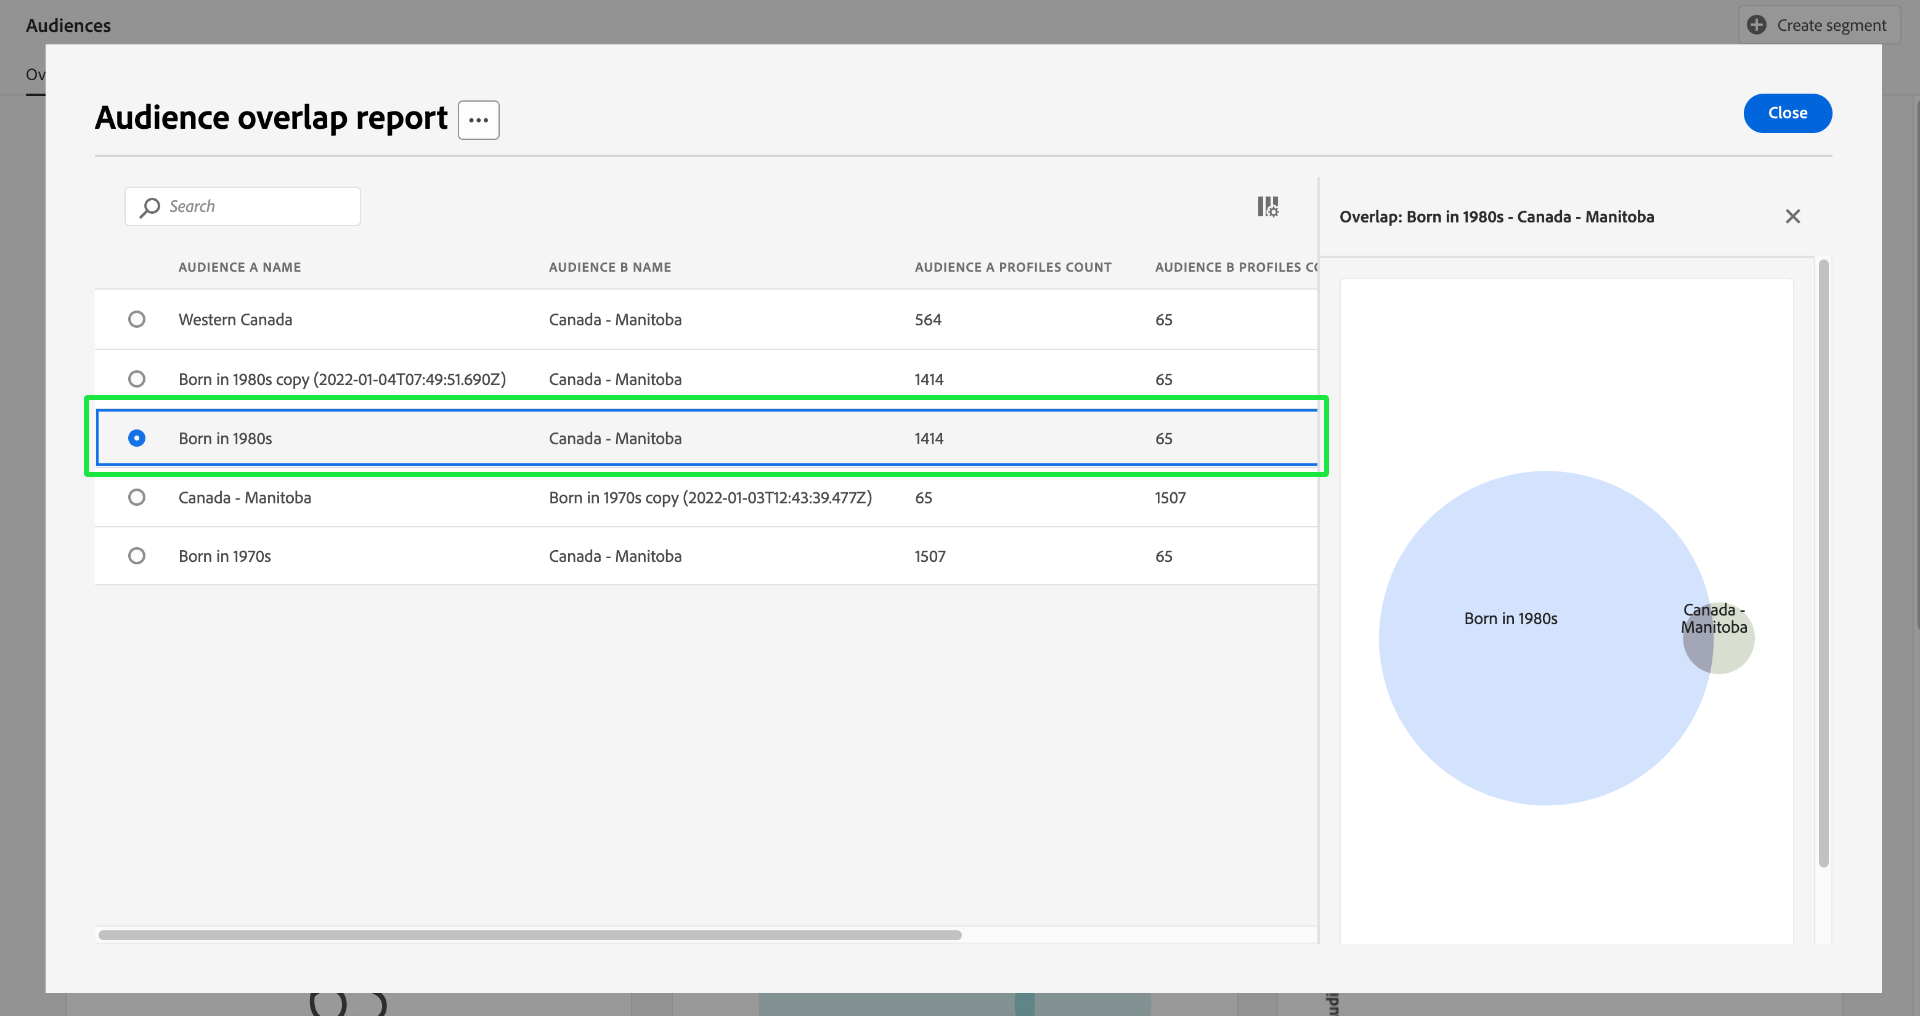 Audiences
Create segment
Ov
Audience overlap report
Close
Search
Overlap: Born in 1980s - Canada - Manitoba
AUDIENCE A NAME AUDIENCE B NAME AUDIENCE A PROFILES COUNT AUDIENCE B PROFILES CO
Western Canada Canada - Manitoba 564 65
Born in 1980s copy (2022-01-04T07:49:51.690Z) Canada - Manitoba 1414 65
Born in 1980s Canada - Manitoba 1414 65
Canada - Manitoba Born in 1970s copy (2022-01-03T12:43:39.477Z) 65 1507
Born in 1970s Canada - Manitoba 1507 65
Born in 1980s
Canada -
Manitoba